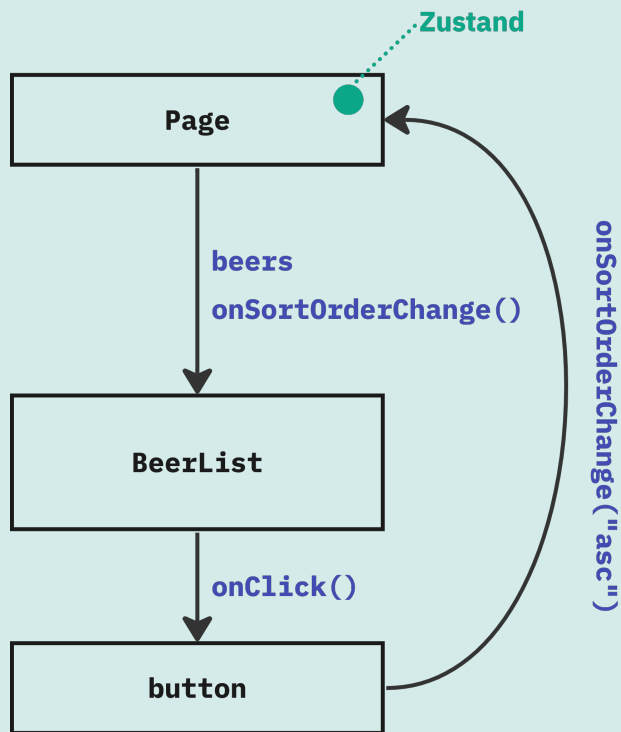 Zustand
Page
beers
onSortOrderChange()
onSortOrderChange("asc")
BeerList
onClick()
button